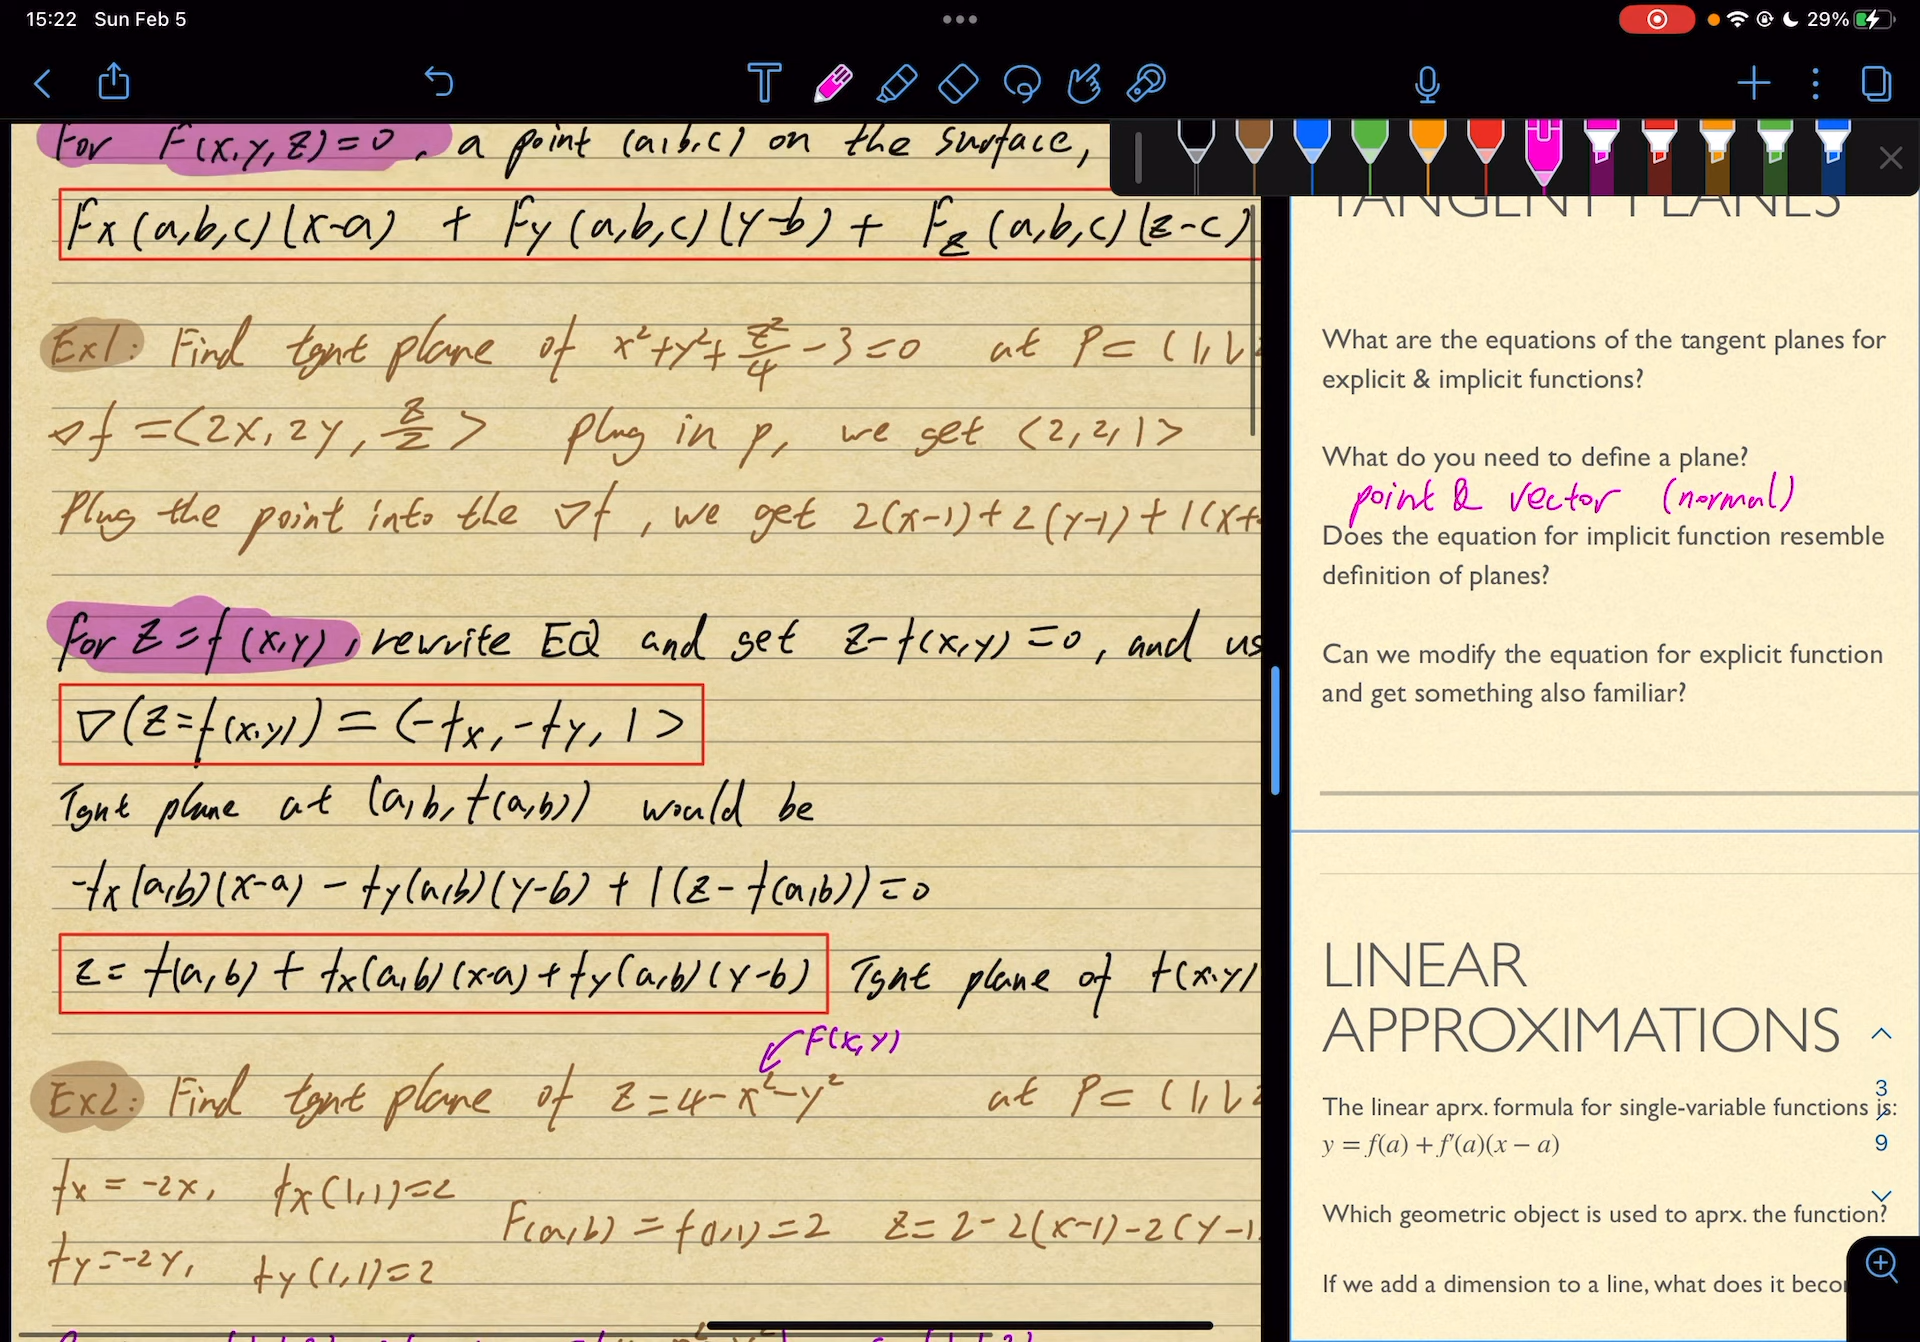 15:22 Sun Feb 5
29%
For F(x,y,z)=0, a point (a,b,c) on the surface,
Fx(a,b,c)(x-a) + Fy(a,b,c)(y-b) + Fz(a,b,c)(z-c)
Ex1: Find tgnt plane of x²+y²+z²/4-3=0 at P=(1,1,2
∇f=<2x,2y,z/2> plug in p, we get <2,2,1>
Plug the point into the ∇f, we get 2(x-1)+2(y-1)+1(x+
For z=f(x,y), rewrite EQ and set z-f(x,y)=0, and us
∇(z=f(x,y))=<-fx,-fy,1>
Tgnt plane at (a,b,f(a,b)) would be
-fx(a,b)(x-a) - fy(a,b)(y-b) + 1(z-f(a,b))=0
z=f(a,b)+fx(a,b)(x-a)+fy(a,b)(y-b) Tgnt plane of f(x,y)
F(x,y)
Ex2: Find tgnt plane of z=4-x²-y² at P=(1,1,2
fx=-2x, fx(1,1)=2
F(a,b)=f(1,1)=2 z=2-2(x-1)-2(y-1
fy=-2y, fy(1,1)=2
TANGENT PLANES
What are the equations of the tangent planes for
explicit & implicit functions?
What do you need to define a plane?
point & vector (normal)
Does the equation for implicit function resemble
definition of planes?
Can we modify the equation for explicit function
and get something also familiar?
LINEAR
APPROXIMATIONS
The linear aprx. formula for single-variable functions is:
y = f(a) + f'(a)(x − a)
Which geometric object is used to aprx. the function?
If we add a dimension to a line, what does it beco
3
/
9